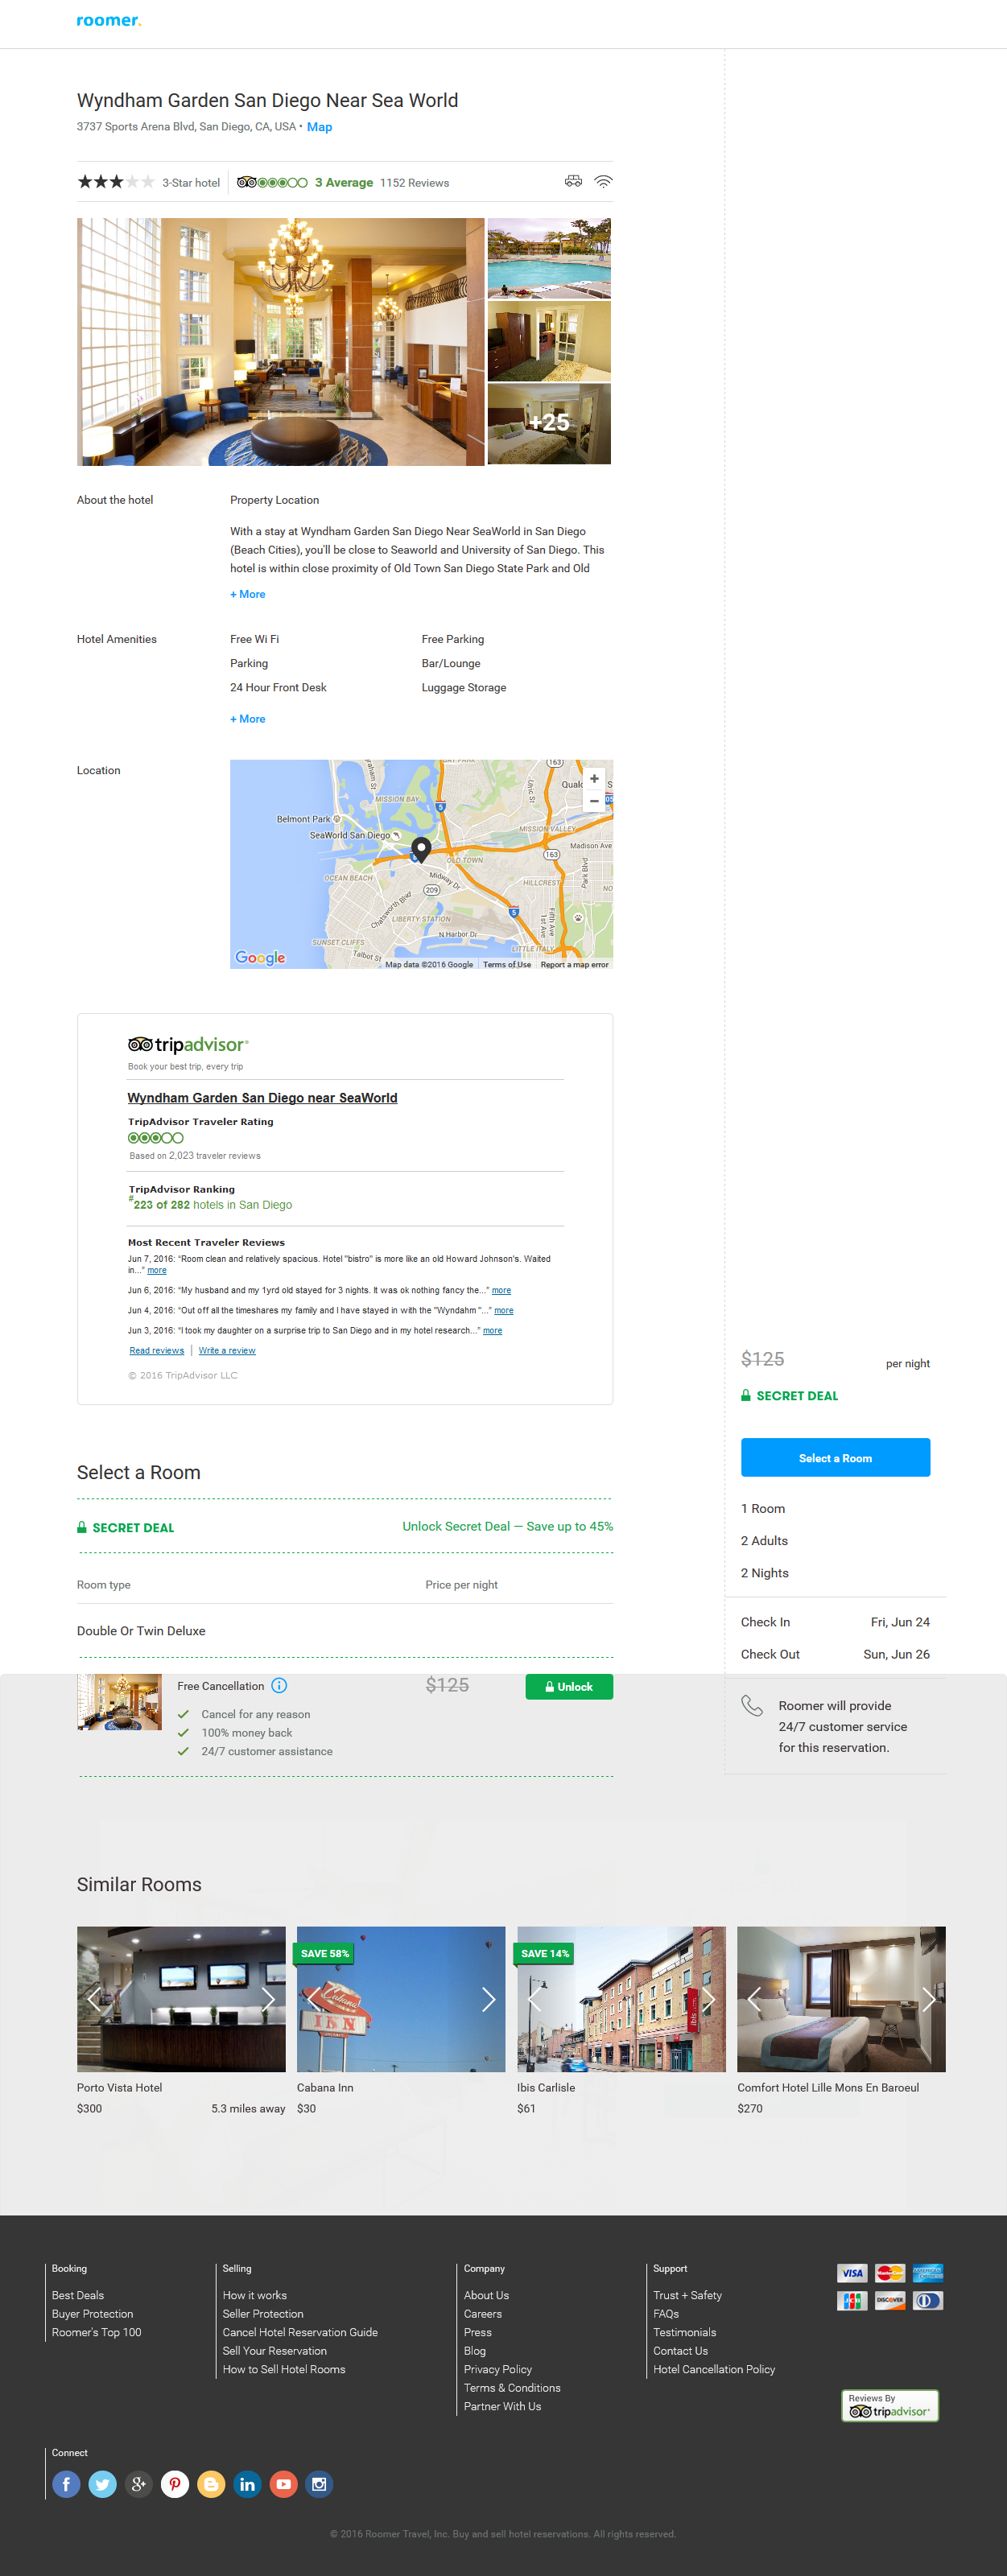 roomer.
Wyndham Garden San Diego Near Sea World
3737 Sports Arena Blvd, San Diego, CA, USA • Map
3-Star hotel
3 Average 1152 Reviews
+25
About the hotel
Property Location
With a stay at Wyndham Garden San Diego Near SeaWorld in San Diego
(Beach Cities), you'll be close to Seaworld and University of San Diego. This
hotel is within close proximity of Old Town San Diego State Park and Old
+ More
Hotel Amenities
Free Wi Fi
Free Parking
Parking
Bar/Lounge
24 Hour Front Desk
Luggage Storage
+ More
Location
163
+
−
MISSION BAY
5
Belmont Park
SeaWorld San Diego
MISSION VALLEY
163
Madison Ave
OLD TOWN
OCEAN BEACH
Midway Dr
209
HILLCREST
Park Blvd
Chatsworth Blvd
LIBERTY STATION
5
1st Ave
Fifth Ave
N Harbor Dr
SUNSET CLIFFS
Talbot St
LITTLE ITALY
Google
Map data ©2016 Google
Terms of Use
Report a map error
tripadvisor®
Book your best trip, every trip
Wyndham Garden San Diego near SeaWorld
TripAdvisor Traveler Rating
Based on 2,023 traveler reviews
TripAdvisor Ranking
#223 of 282 hotels in San Diego
Most Recent Traveler Reviews
Jun 7, 2016: “Room clean and relatively spacious. Hotel "bistro" is more like an old Howard Johnson's. Waited
in...” more
Jun 6, 2016: “My husband and my 1yrd old stayed for 3 nights. It was ok nothing fancy the...” more
Jun 4, 2016: “Out off all the timeshares my family and I have stayed in with the "Wyndahm "...” more
Jun 3, 2016: “I took my daughter on a surprise trip to San Diego and in my hotel research...” more
Read reviews | Write a review
© 2016 TripAdvisor LLC
$125
per night
SECRET DEAL
Select a Room
1 Room
2 Adults
2 Nights
Check In
Fri, Jun 24
Check Out
Sun, Jun 26
Roomer will provide
24/7 customer service
for this reservation.
Select a Room
SECRET DEAL
Unlock Secret Deal — Save up to 45%
Room type
Price per night
Double Or Twin Deluxe
Free Cancellation
i
$125
Unlock
Cancel for any reason
100% money back
24/7 customer assistance
Similar Rooms
SAVE 58%
SAVE 14%
Cabana
INN
ibis
Porto Vista Hotel
$300
5.3 miles away
Cabana Inn
$30
Ibis Carlisle
$61
Comfort Hotel Lille Mons En Baroeul
$270
Booking
Best Deals
Buyer Protection
Roomer's Top 100
Selling
How it works
Seller Protection
Cancel Hotel Reservation Guide
Sell Your Reservation
How to Sell Hotel Rooms
Company
About Us
Careers
Press
Blog
Privacy Policy
Terms & Conditions
Partner With Us
Support
Trust + Safety
FAQs
Testimonials
Contact Us
Hotel Cancellation Policy
VISA
MasterCard
AMERICAN EXPRESS
JCB
DISCOVER
Reviews By
tripadvisor®
Connect
© 2016 Roomer Travel, Inc. Buy and sell hotel reservations. All rights reserved.